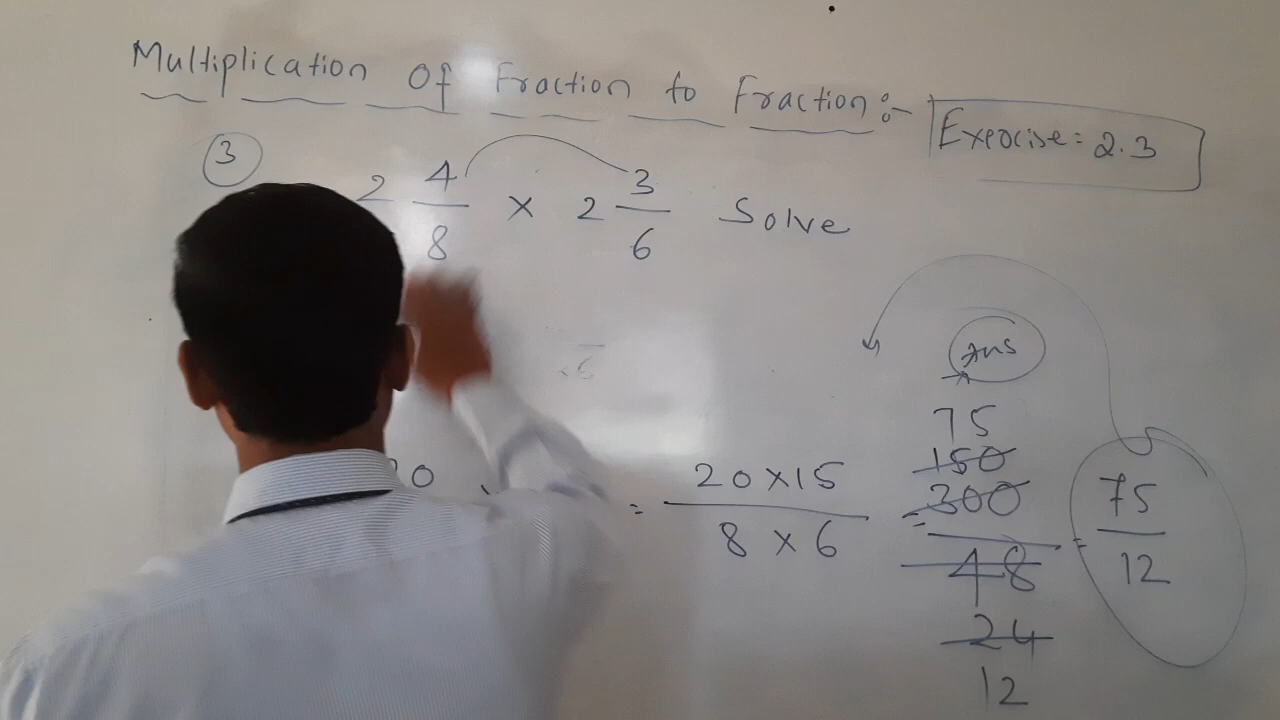 Multiplication Of Fraction to Fraction :-
Exercise = 2.3
3
2 4/8 × 2 3/6 Solve
Ans
75
150
20 = 20 × 15 / 8 × 6 = 300 / 48 = 75 / 12
24
12